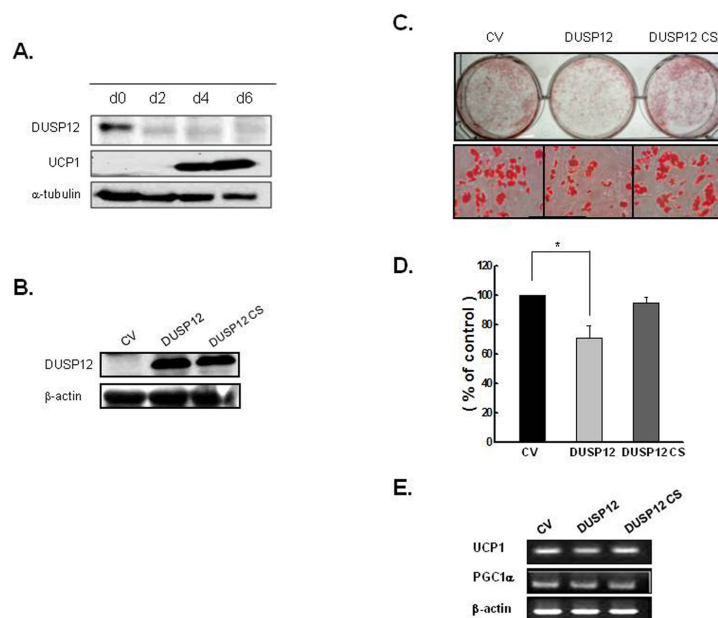 A.
d0 d2 d4 d6
DUSP12
UCP1
α-tubulin
B.
CV DUSP12 DUSP12 CS
DUSP12
β-actin
C.
CV DUSP12 DUSP12 CS
D.
*
( % of control)
120
100
80
60
40
20
0
CV DUSP12 DUSP12 CS
E.
CV DUSP12 DUSP12 CS
UCP1
PGC1α
β-actin